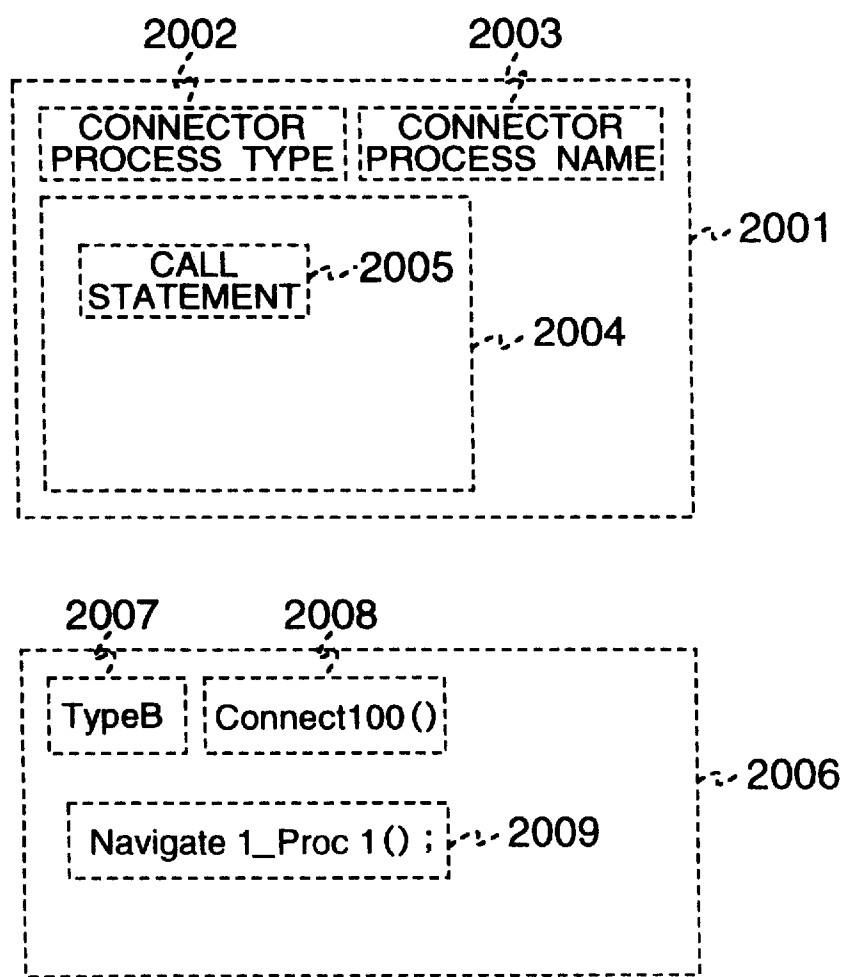 2002 2003
CONNECTOR PROCESS TYPE
CONNECTOR PROCESS NAME
2001
CALL STATEMENT
2005
2004
2007 2008
TypeB
Connect100 ()
2006
Navigate 1_Proc 1 () ;
2009